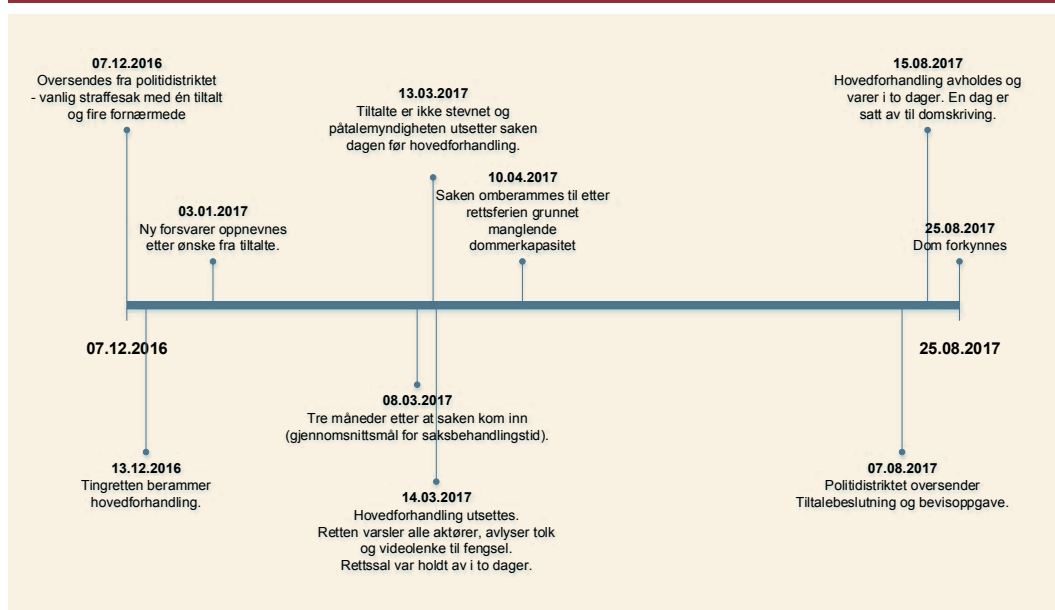 07.12.2016
Oversendes fra politidistriktet
- vanlig straffesak med én tiltalt
og fire fornærmede
03.01.2017
Ny forsvarer oppnevnes
etter ønske fra tiltalte.
13.03.2017
Tiltalte er ikke stevnet og
påtalemyndigheten utsetter saken
dagen før hovedforhandling.
10.04.2017
Saken omberammes til etter
rettsferien grunnet
manglende
dommerkapasitet
15.08.2017
Hovedforhandling avholdes og
varer i to dager. En dag er
satt av til domskriving.
25.08.2017
Dom forkynnes
07.12.2016
25.08.2017
13.12.2016
Tingretten berammer
hovedforhandling.
08.03.2017
Tre måneder etter at saken kom inn
(gjennomsnittsmål for saksbehandlingstid).
14.03.2017
Hovedforhandling utsettes.
Retten varsler alle aktører, avlyser tolk
og videolenke til fengsel.
Rettssal var holdt av i to dager.
07.08.2017
Politidistriktet oversender
Tiltalebeslutning og bevisoppgave.